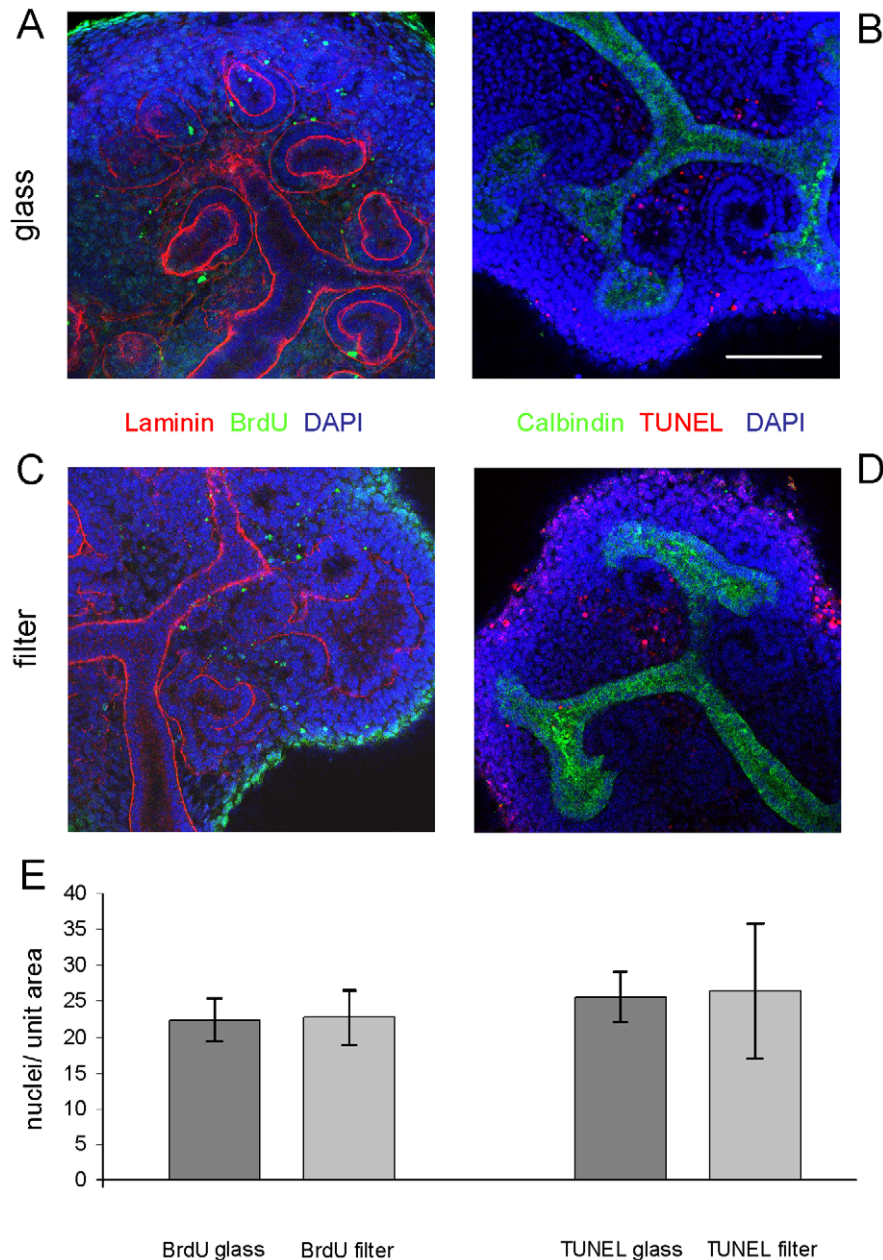 A
B
glass
Laminin BrdU DAPI
Calbindin TUNEL DAPI
C
D
filter
E
nuclei/ unit area
40
35
30
25
20
15
10
5
0
BrdU glass
BrdU filter
TUNEL glass
TUNEL filter